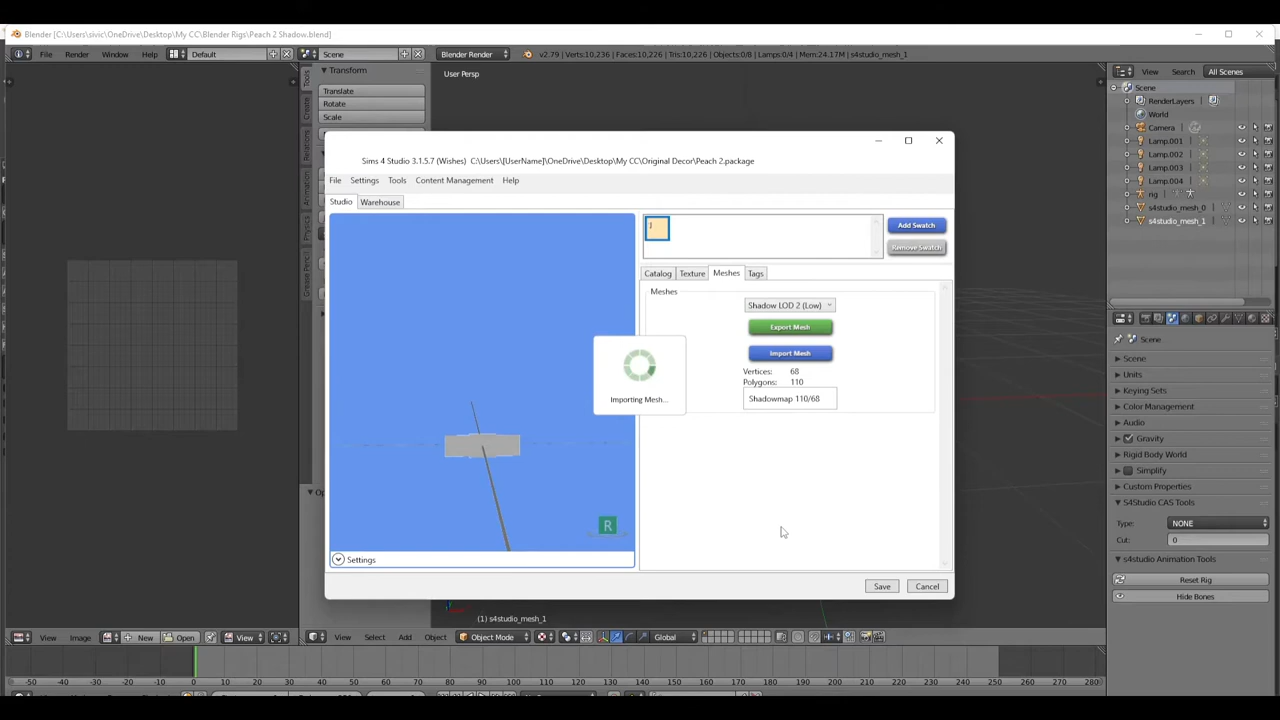 Blender [C:\Users\sivic\OneDrive\Desktop\My CC\Blender Rigs\Peach 2 Shadow.blend]
File Render Window Help Default Scene Blender Render v2.79 | Verts:10,236 | Faces:10,226 | Tris:10,226 | Objects:0/8 | Lamps:0/4 | Mem:24.17M | s4studio_mesh_1
View Search All Scenes
Tools
Create
Relations
Animation
Physics
Grease Pencil
Transform
Translate
Rotate
Scale
User Persp
Sims 4 Studio 3.1.5.7 (Wishes) C:\Users\[UserName]\OneDrive\Desktop\My CC\Original Decor\Peach 2.package
File Settings Tools Content Management Help
Studio Warehouse
Add Swatch
Remove Swatch
Catalog Texture Meshes Tags
Meshes
Shadow LOD 2 (Low)
Export Mesh
Import Mesh
Vertices: 68
Polygons: 110
Shadowmap 110/68
Importing Mesh...
R
Settings
Save Cancel
Scene
RenderLayers
World
Camera
Lamp.001
Lamp.002
Lamp.003
Lamp.004
rig
s4studio_mesh_0
s4studio_mesh_1
Scene
Scene
Units
Keying Sets
Color Management
Audio
Gravity
Rigid Body World
Simplify
Custom Properties
S4Studio CAS Tools
Type: NONE
Cut: 0
s4studio Animation Tools
Reset Rig
Hide Bones
(1) s4studio_mesh_1
View Image New Open View
View Select Add Object Object Mode Global
-50 -40 -30 -20 -10 0 10 20 30 40 50 60 70 80 90 100 110 120 130 140 150 160 170 180 190 200 210 220 230 240 250 260 270 280